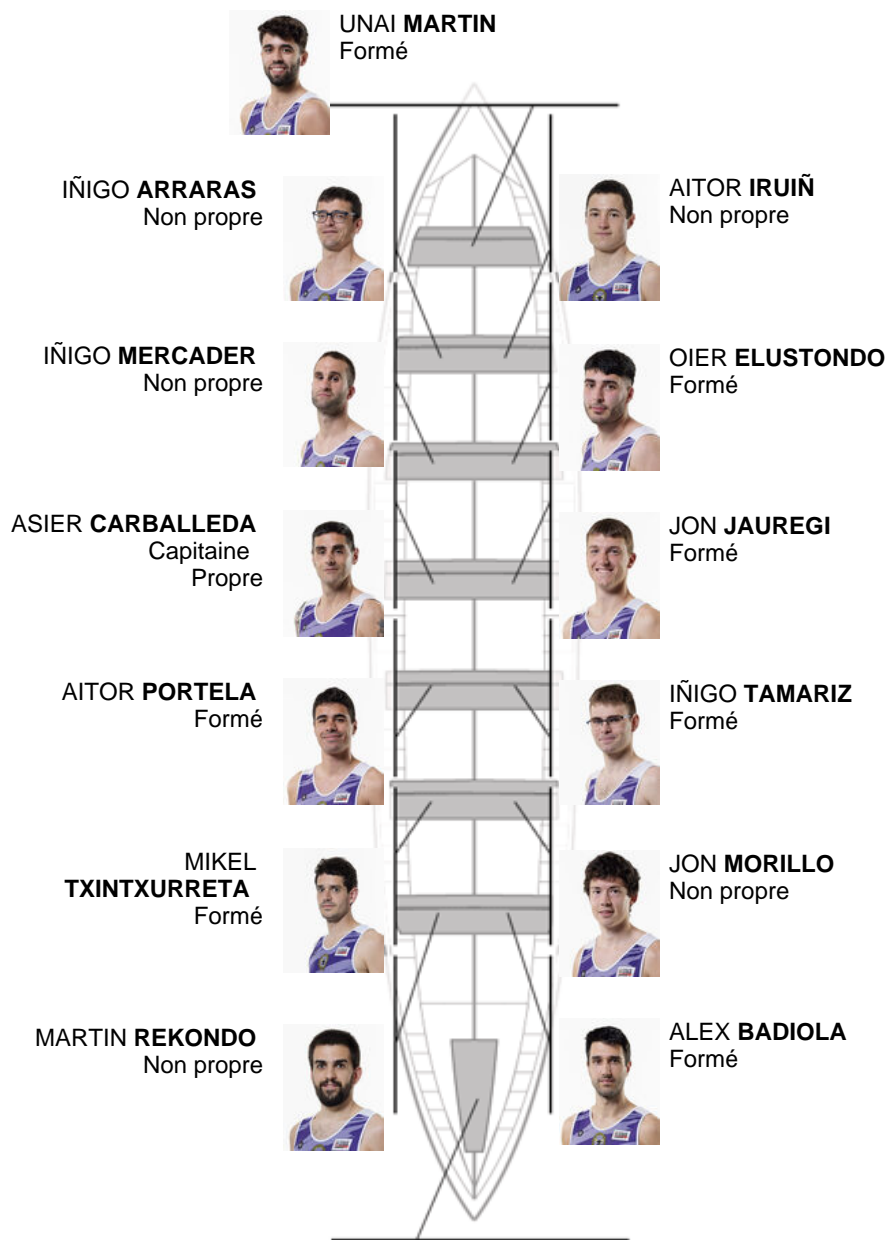 UNAI MARTIN
Formé
IÑIGO ARRARAS
Non propre
AITOR IRUIÑ
Non propre
IÑIGO MERCADER
Non propre
OIER ELUSTONDO
Formé
ASIER CARBALLEDA
Capitaine
Propre
JON JAUREGI
Formé
AITOR PORTELA
Formé
IÑIGO TAMARIZ
Formé
MIKEL
TXINTXURRETA
Formé
JON MORILLO
Non propre
MARTIN REKONDO
Non propre
ALEX BADIOLA
Formé